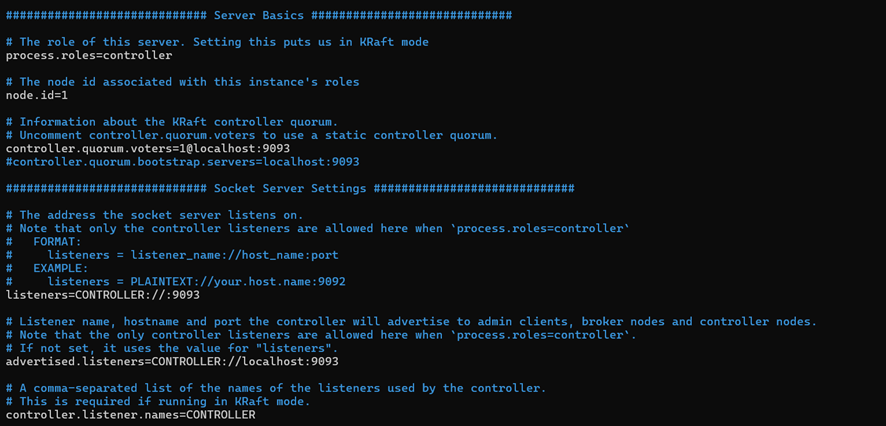 ############################# Server Basics #############################
# The role of this server. Setting this puts us in KRaft mode
process.roles=controller
# The node id associated with this instance's roles
node.id=1
# Information about the KRaft controller quorum.
# Uncomment controller.quorum.voters to use a static controller quorum.
controller.quorum.voters=1@localhost:9093
#controller.quorum.bootstrap.servers=localhost:9093
############################# Socket Server Settings #############################
# The address the socket server listens on.
# Note that only the controller listeners are allowed here when `process.roles=controller`
#   FORMAT:
#     listeners = listener_name://host_name:port
#   EXAMPLE:
#     listeners = PLAINTEXT://your.host.name:9092
listeners=CONTROLLER://:9093
# Listener name, hostname and port the controller will advertise to admin clients, broker nodes and controller nodes.
# Note that the only controller listeners are allowed here when `process.roles=controller`.
# If not set, it uses the value for "listeners".
advertised.listeners=CONTROLLER://localhost:9093
# A comma-separated list of the names of the listeners used by the controller.
# This is required if running in KRaft mode.
controller.listener.names=CONTROLLER